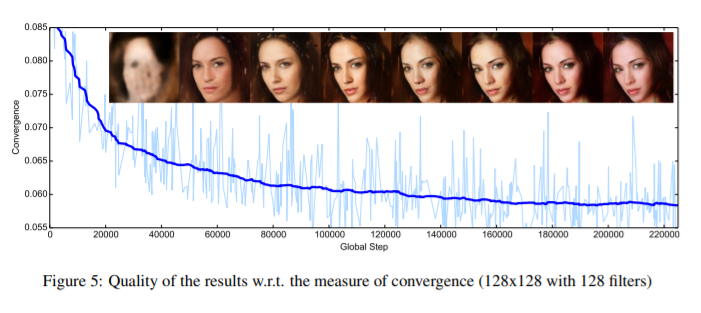 0.085
0.080
0.075
0.070
0.065
0.060
0.055
Convergence
0 20000 40000 60000 80000 100000 120000 140000 160000 180000 200000 220000
Global Step
Figure 5: Quality of the results w.r.t. the measure of convergence (128x128 with 128 filters)